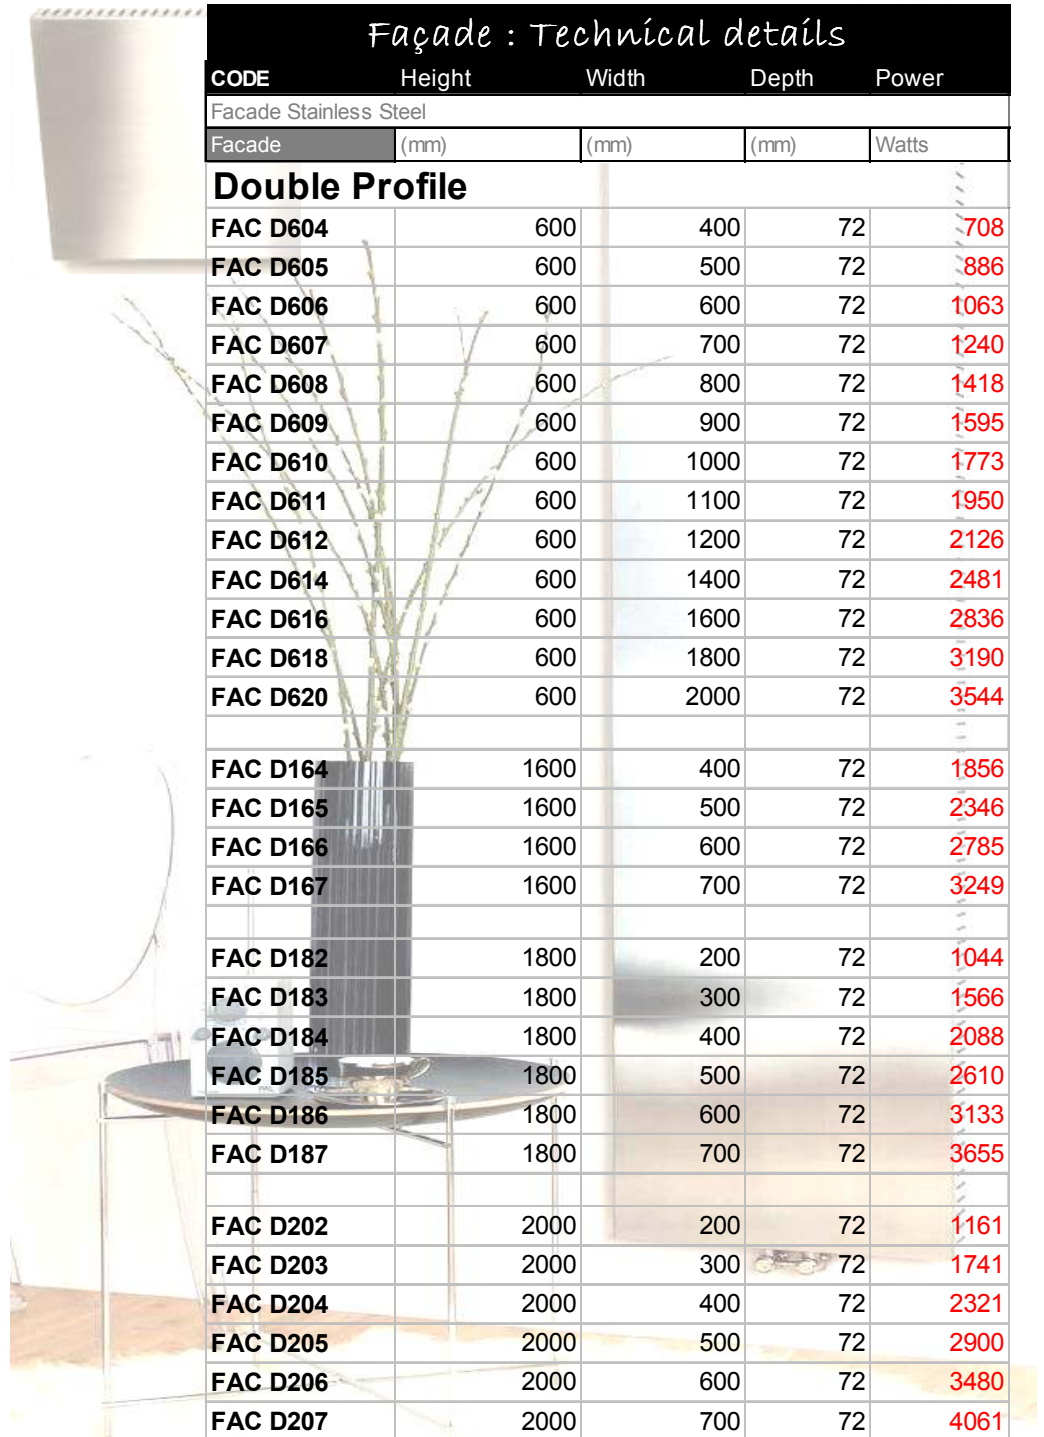 Façade : Technical details
CODE Height Width Depth Power
Facade Stainless Steel
Facade (mm) (mm) (mm) Watts
Double Profile
FAC D604 600 400 72 708
FAC D605 600 500 72 886
FAC D606 600 600 72 1063
FAC D607 600 700 72 1240
FAC D608 600 800 72 1418
FAC D609 600 900 72 1595
FAC D610 600 1000 72 1773
FAC D611 600 1100 72 1950
FAC D612 600 1200 72 2126
FAC D614 600 1400 72 2481
FAC D616 600 1600 72 2836
FAC D618 600 1800 72 3190
FAC D620 600 2000 72 3544
FAC D164 1600 400 72 1856
FAC D165 1600 500 72 2346
FAC D166 1600 600 72 2785
FAC D167 1600 700 72 3249
FAC D182 1800 200 72 1044
FAC D183 1800 300 72 1566
FAC D184 1800 400 72 2088
FAC D185 1800 500 72 2610
FAC D186 1800 600 72 3133
FAC D187 1800 700 72 3655
FAC D202 2000 200 72 1161
FAC D203 2000 300 72 1741
FAC D204 2000 400 72 2321
FAC D205 2000 500 72 2900
FAC D206 2000 600 72 3480
FAC D207 2000 700 72 4061